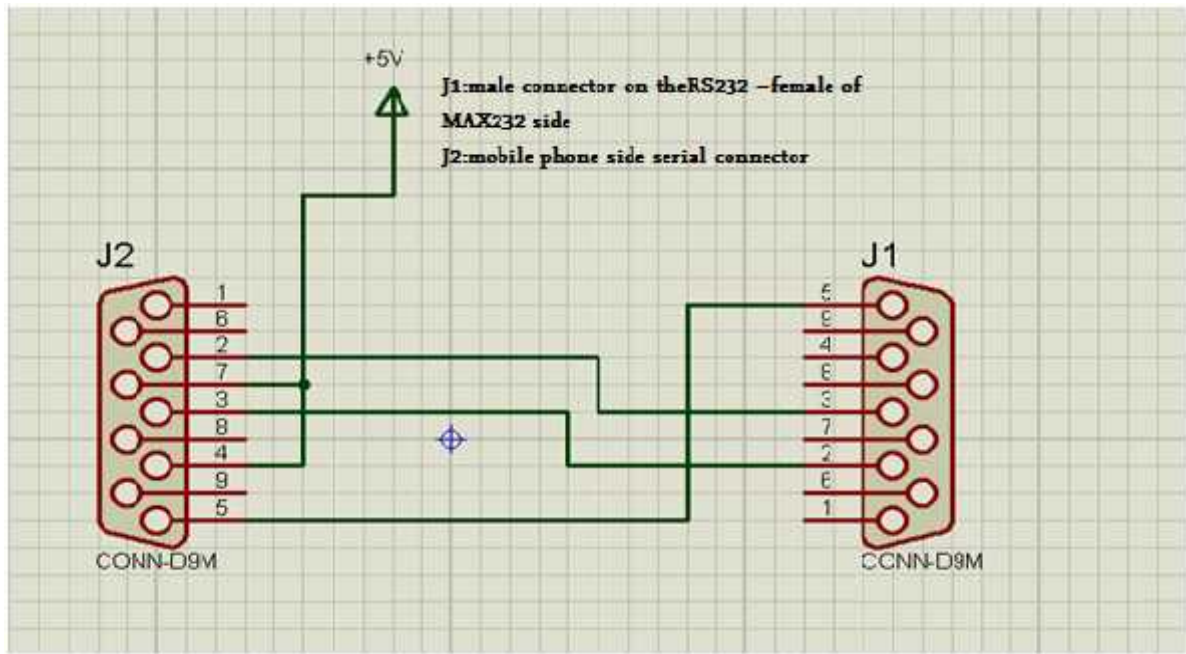 +5V
J1:male connector on theRS232 –female of
MAX232 side
J2:mobile phone side serial connector
J2
J1
1
6
2
7
3
8
4
9
5
5
9
4
8
3
7
2
6
1
CONN-D9M
CONN-D9M